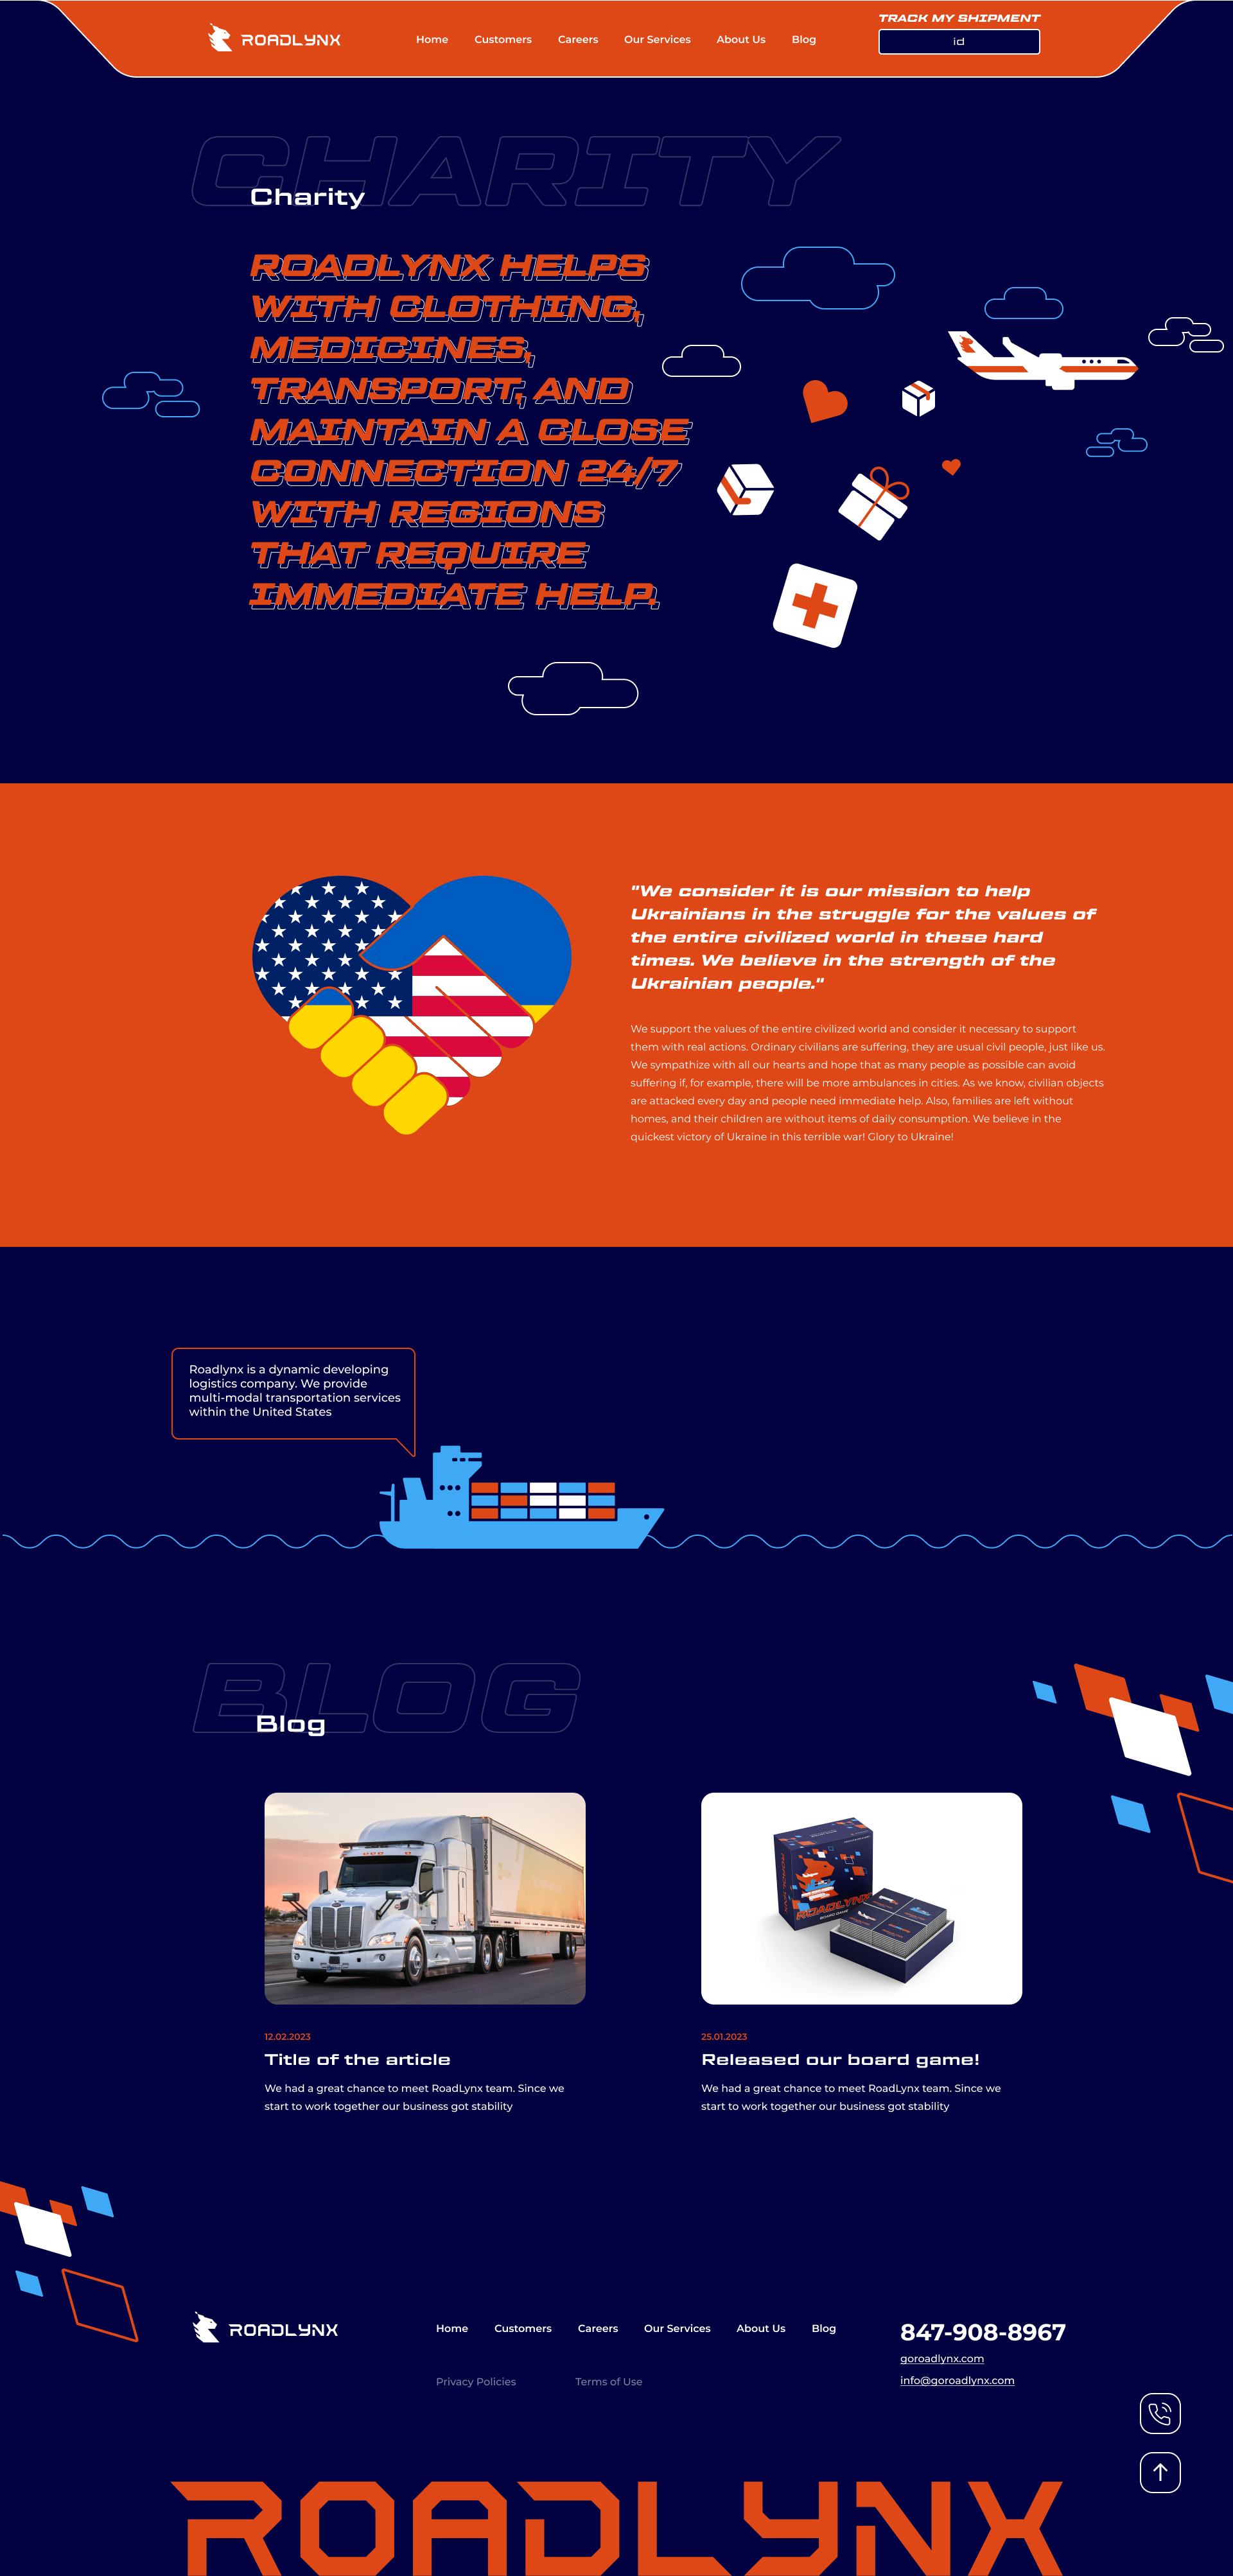 TRACK MY SHIPMENT
ROADLYNX
Home Customers Careers Our Services About Us Blog
id
CHARITY
Charity
ROADLYNX HELPS
WITH CLOTHING,
MEDICINES,
TRANSPORT, AND
MAINTAIN A CLOSE
CONNECTION 24/7
WITH REGIONS
THAT REQUIRE
IMMEDIATE HELP.
"We consider it is our mission to help
Ukrainians in the struggle for the values of
the entire civilized world in these hard
times. We believe in the strength of the
Ukrainian people."
We support the values of the entire civilized world and consider it necessary to support
them with real actions. Ordinary civilians are suffering, they are usual civil people, just like us.
We sympathize with all our hearts and hope that as many people as possible can avoid
suffering if, for example, there will be more ambulances in cities. As we know, civilian objects
are attacked every day and people need immediate help. Also, families are left without
homes, and their children are without items of daily consumption. We believe in the
quickest victory of Ukraine in this terrible war! Glory to Ukraine!
Roadlynx is a dynamic developing
logistics company. We provide
multi-modal transportation services
within the United States
BLOG
Blog
ROADLYNX
BOARD GAME
12.02.2023
Title of the article
We had a great chance to meet RoadLynx team. Since we
start to work together our business got stability
25.01.2023
Released our board game!
We had a great chance to meet RoadLynx team. Since we
start to work together our business got stability
ROADLYNX
Home Customers Careers Our Services About Us Blog
847-908-8967
goroadlynx.com
Privacy Policies Terms of Use
info@goroadlynx.com
ROADLYNX